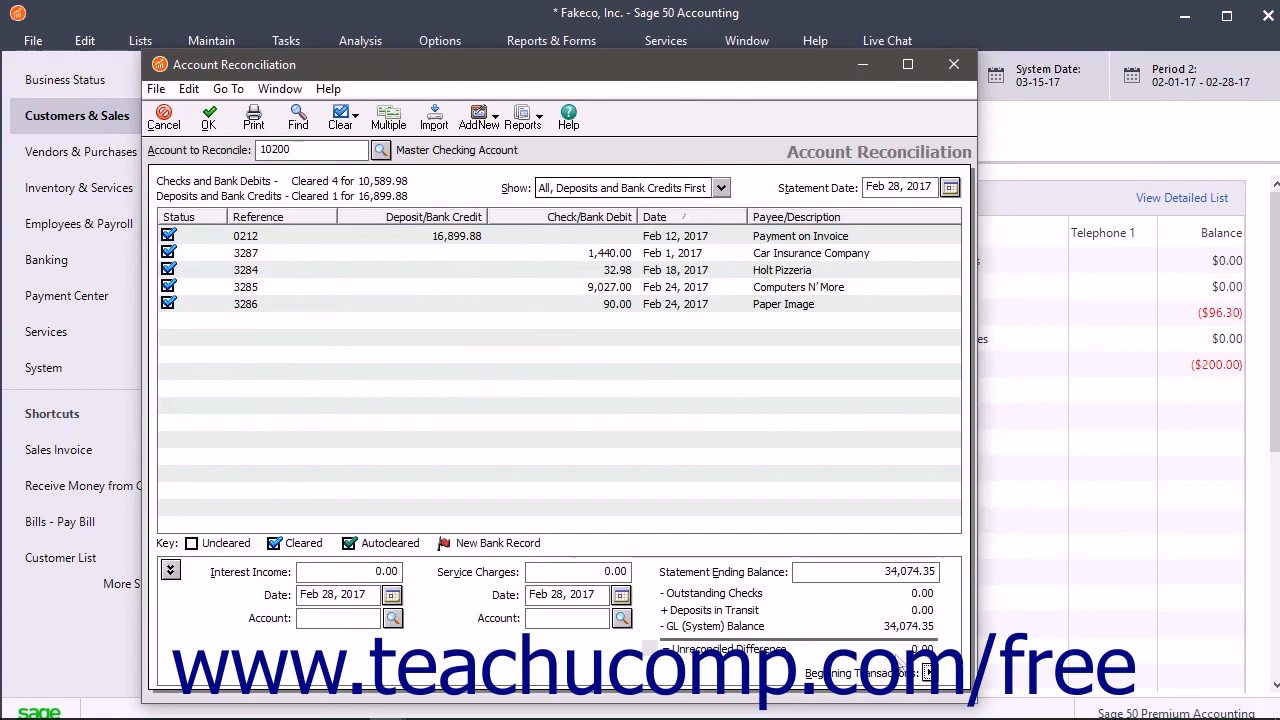 * Fakeco, Inc. - Sage 50 Accounting
File Edit Lists Maintain Tasks Analysis Options Reports & Forms Services Window Help Live Chat
Business Status
Customers & Sales
Vendors & Purchases
Inventory & Services
Employees & Payroll
Banking
Payment Center
Services
System
Shortcuts
Sales Invoice
Receive Money from C
Bills - Pay Bill
Customer List
More S
sage
System Date:
03-15-17
Period 2:
02-01-17 - 02-28-17
Account Reconciliation
File Edit Go To Window Help
Cancel OK Print Find Clear Multiple Import AddNew Reports Help
Account to Reconcile: 10200 Master Checking Account
Account Reconciliation
Checks and Bank Debits - Cleared 4 for 10,589.98
Deposits and Bank Credits - Cleared 1 for 16,899.88
Show: All, Deposits and Bank Credits First
Statement Date: Feb 28, 2017
Status Reference Deposit/Bank Credit Check/Bank Debit Date / Payee/Description
0212 16,899.88 Feb 12, 2017 Payment on Invoice
3287 1,440.00 Feb 1, 2017 Car Insurance Company
3284 32.98 Feb 18, 2017 Holt Pizzeria
3285 9,027.00 Feb 24, 2017 Computers N'More
3286 90.00 Feb 24, 2017 Paper Image
Key: Uncleared Cleared Autocleared New Bank Record
Interest Income: 0.00
Date: Feb 28, 2017
Account:
Service Charges: 0.00
Date: Feb 28, 2017
Account:
Statement Ending Balance: 34,074.35
- Outstanding Checks 0.00
+ Deposits in Transit 0.00
- GL (System) Balance 34,074.35
= Unreconciled Difference 0.00
Beginning Transactions:
View Detailed List
Telephone 1 Balance
$0.00
$0.00
($96.30)
es $0.00
($200.00)
www.teachucomp.com/free
Sage 50 Premium Accounting